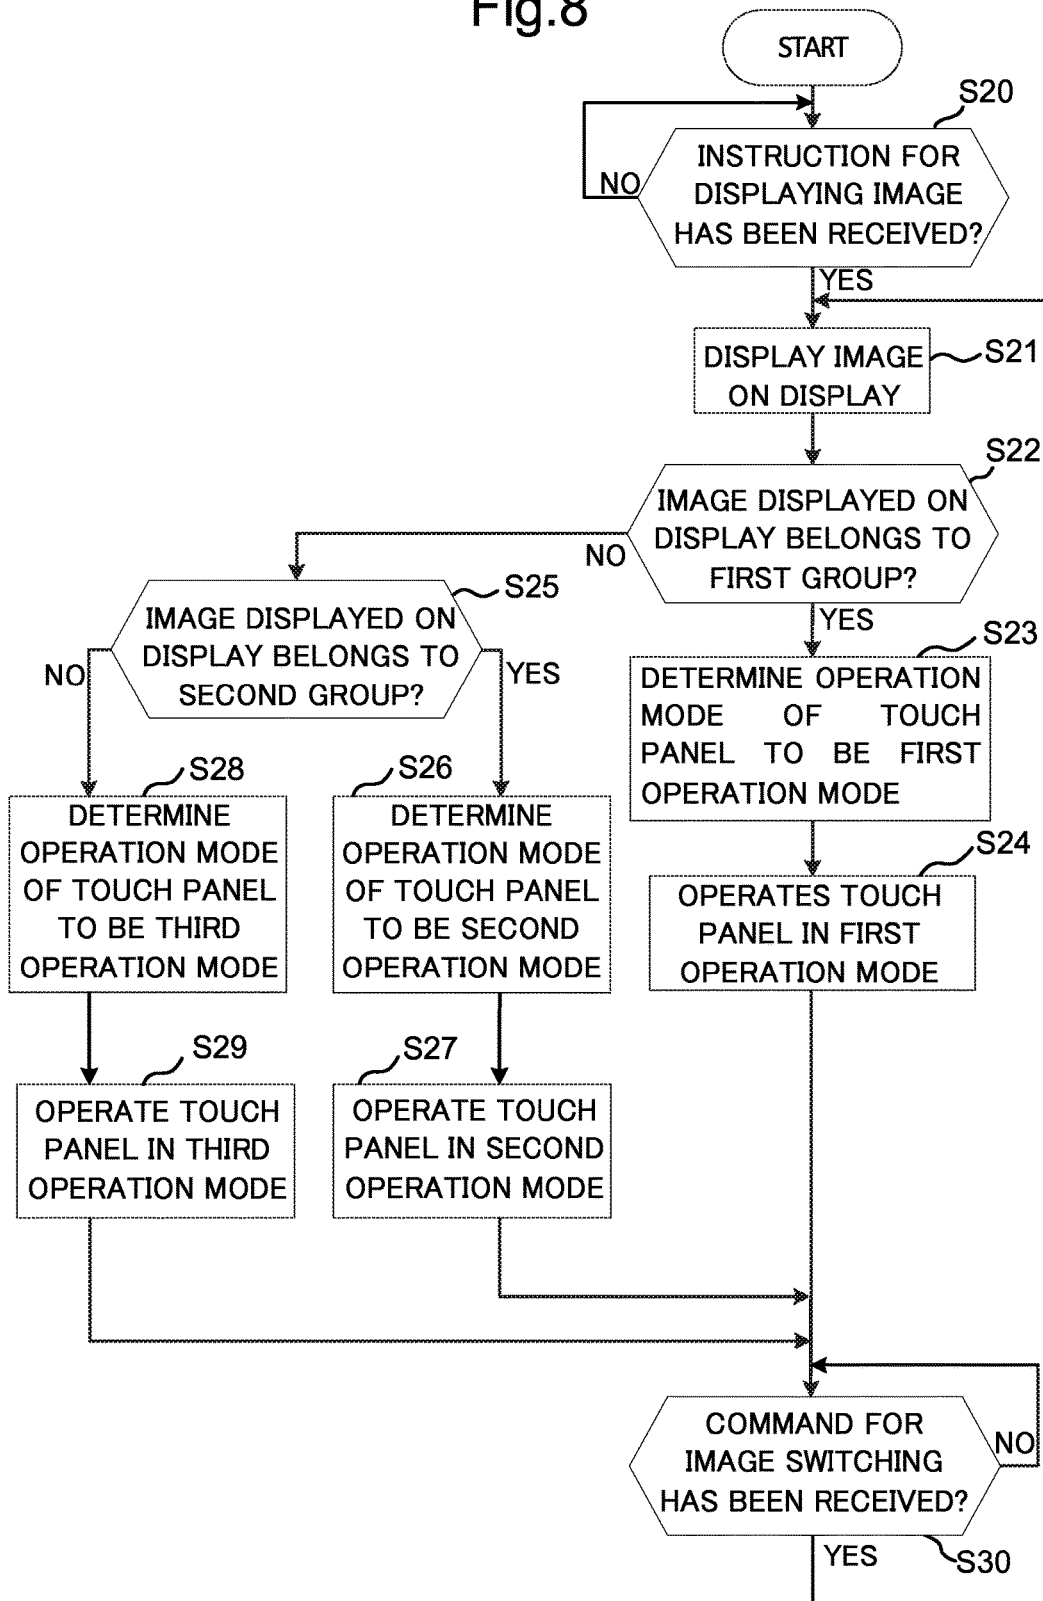 Fig.8
START
S20
INSTRUCTION FOR
DISPLAYING IMAGE
HAS BEEN RECEIVED?
NO
YES
DISPLAY IMAGE
ON DISPLAY
S21
S22
IMAGE DISPLAYED ON
DISPLAY BELONGS TO
FIRST GROUP?
NO
YES
S25
IMAGE DISPLAYED ON
DISPLAY BELONGS TO
SECOND GROUP?
NO
YES
S23
DETERMINE OPERATION
MODE OF TOUCH
PANEL TO BE FIRST
OPERATION MODE
S28
DETERMINE
OPERATION MODE
OF TOUCH PANEL
TO BE THIRD
OPERATION MODE
S26
DETERMINE
OPERATION MODE
OF TOUCH PANEL
TO BE SECOND
OPERATION MODE
S24
OPERATES TOUCH
PANEL IN FIRST
OPERATION MODE
S29
OPERATE TOUCH
PANEL IN THIRD
OPERATION MODE
S27
OPERATE TOUCH
PANEL IN SECOND
OPERATION MODE
COMMAND FOR
IMAGE SWITCHING
HAS BEEN RECEIVED?
NO
YES
S30